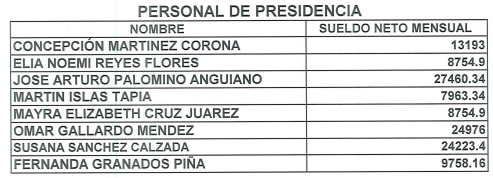 PERSONAL DE PRESIDENCIA
NOMBRE SUELDO NETO MENSUAL
CONCEPCIÓN MARTINEZ CORONA 13193
ELIA NOEMI REYES FLORES 8754.9
JOSE ARTURO PALOMINO ANGUIANO 27460.34
MARTIN ISLAS TAPIA 7963.34
MAYRA ELIZABETH CRUZ JUAREZ 8754.9
OMAR GALLARDO MENDEZ 24976
SUSANA SANCHEZ CALZADA 24223.4
FERNANDA GRANADOS PIÑA 9758.16